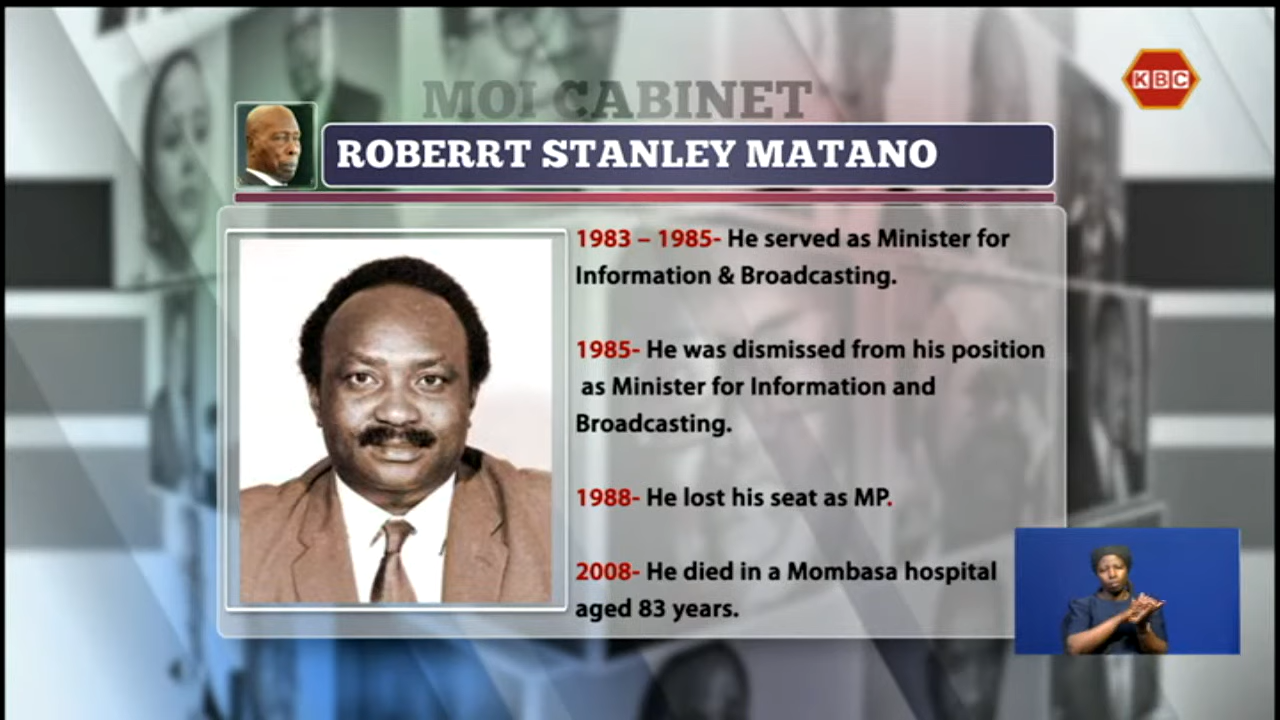 MOI CABINET
KBC
ROBERRT STANLEY MATANO
1983 – 1985- He served as Minister for
Information & Broadcasting.
1985- He was dismissed from his position
as Minister for Information and
Broadcasting.
1988- He lost his seat as MP.
2008- He died in a Mombasa hospital
aged 83 years.